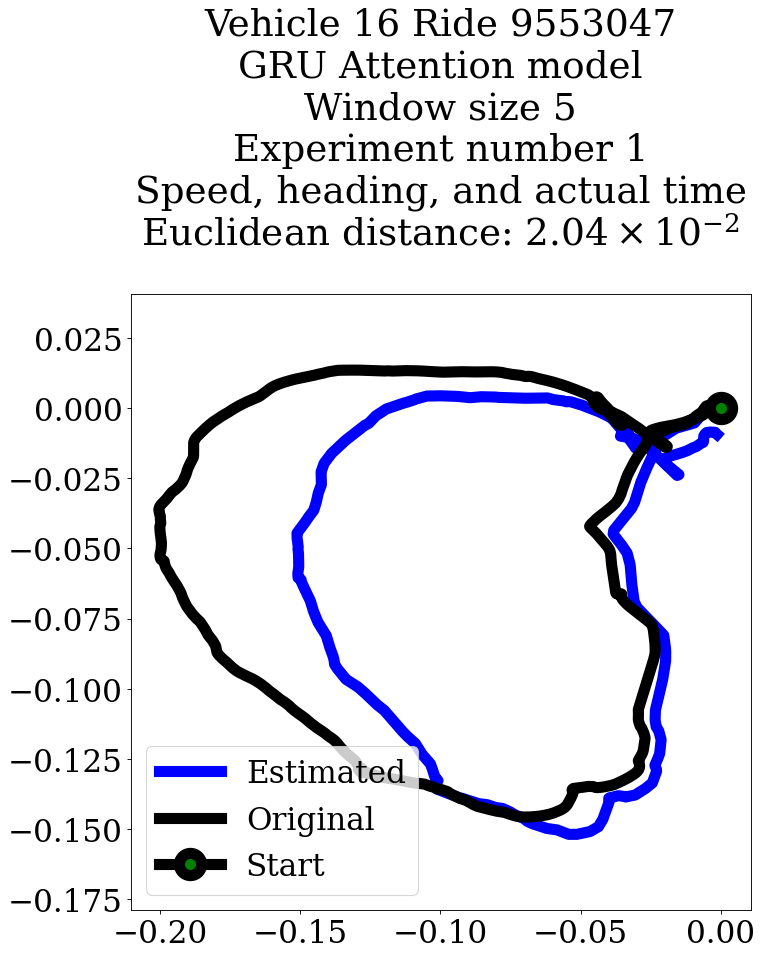 Vehicle 16 Ride 9553047
GRU Attention model
Window size 5
Experiment number 1
Speed, heading, and actual time
Euclidean distance: 2.04 × 10⁻²
0.025
0.000
−0.025
−0.050
−0.075
−0.100
−0.125
−0.150
−0.175
Estimated
Original
Start
−0.20
−0.15
−0.10
−0.05
0.00